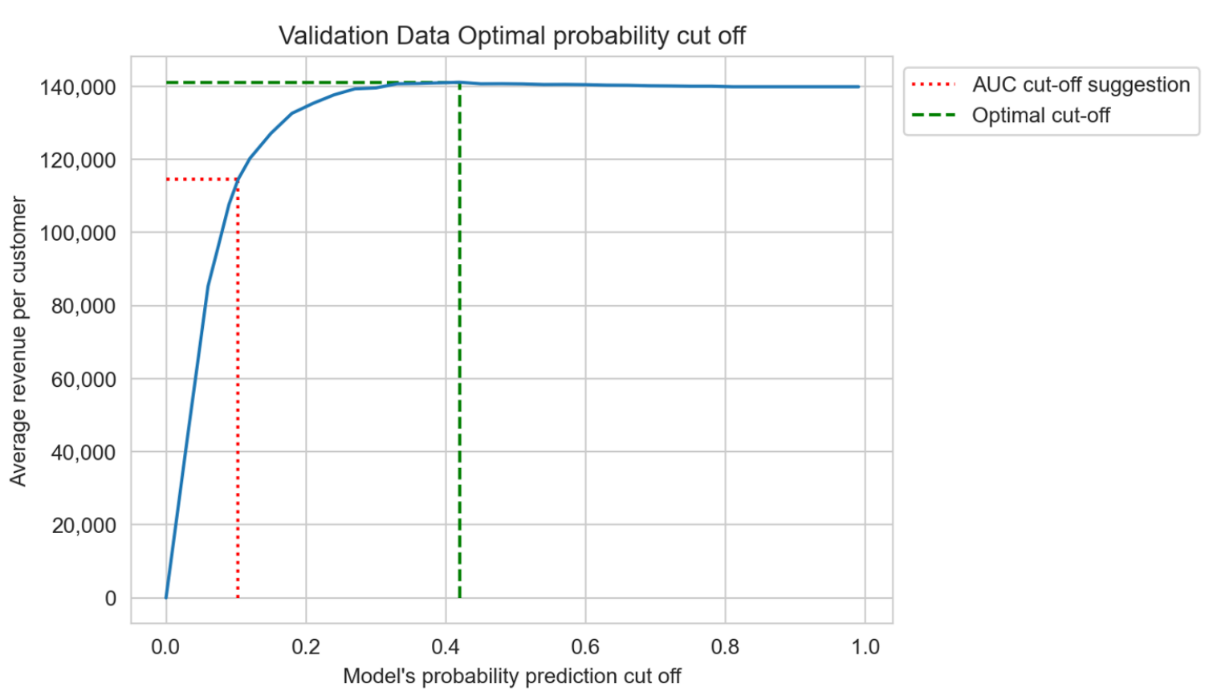 Validation Data Optimal probability cut off
AUC cut-off suggestion
Optimal cut-off
Average revenue per customer
140,000
120,000
100,000
80,000
60,000
40,000
20,000
0
0.0 0.2 0.4 0.6 0.8 1.0
Model's probability prediction cut off